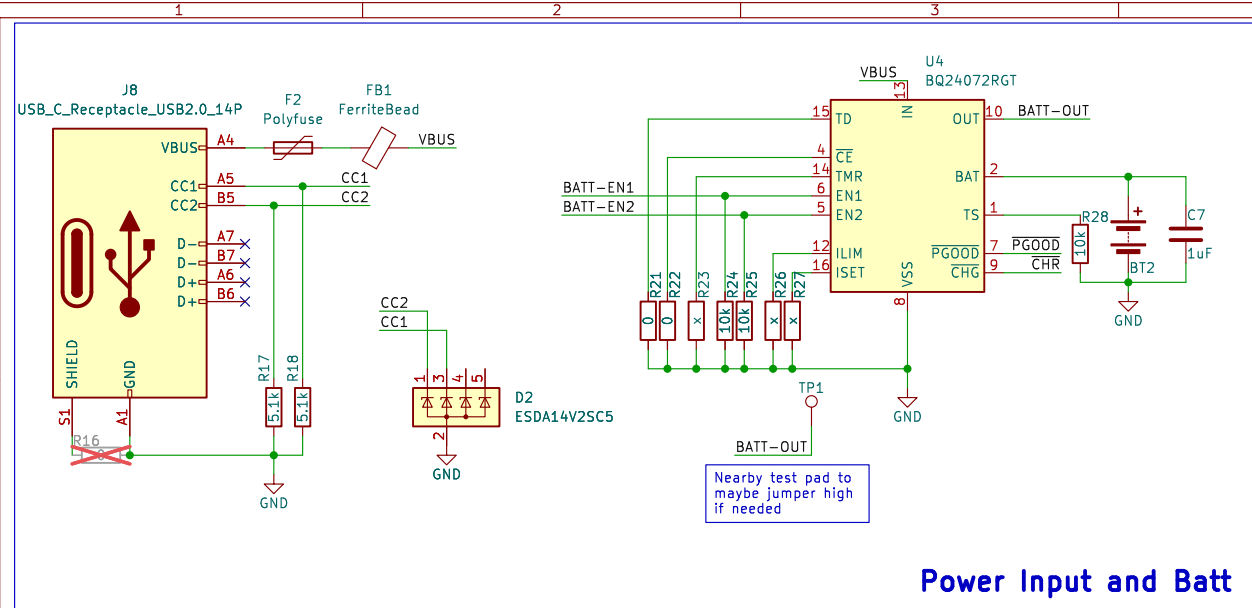 1
2
3
J8
USB_C_Receptacle_USB2.0_14P
VBUS
A4
CC1
A5
CC2
B5
D-
A7
D-
B7
D+
A6
D+
B6
SHIELD
GND
S1
A1
R16
0
F2
Polyfuse
FB1
FerriteBead
VBUS
CC1
CC2
R17
5.1k
R18
5.1k
GND
CC2
CC1
1
3
4
5
2
D2
ESDA14V2SC5
GND
U4
BQ24072RGT
VBUS
13
IN
15
TD
4
CE
14
TMR
6
EN1
5
EN2
12
ILIM
16
ISET
OUT
10
BATT-OUT
BAT
2
TS
1
PGOOD
7
PGOOD
CHG
9
CHR
VSS
8
BATT-EN1
BATT-EN2
R21
0
R22
0
R23
x
R24
10k
R25
10k
R26
x
R27
x
GND
R28
10k
+
BT2
C7
1uF
GND
TP1
BATT-OUT
Nearby test pad to
maybe jumper high
if needed
Power Input and Batt